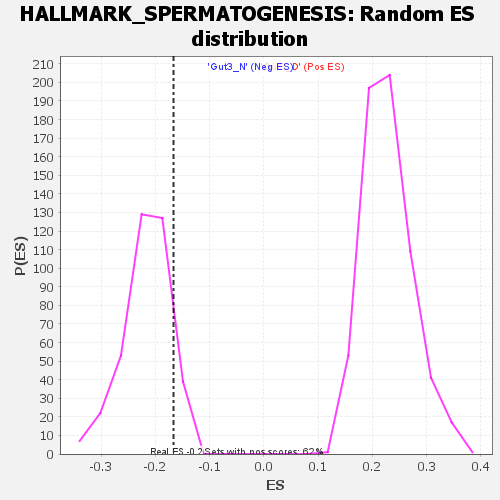 HALLMARK_SPERMATOGENESIS: Random ES
distribution
'Gut3_N' (Neg ES)
0' (Pos ES)
210
200
190
180
170
160
150
140
130
120
110
100
90
80
70
60
50
40
30
20
10
0
P(ES)
Real ES -0.2
Sets with pos scores: 62%
-0.3 -0.2 -0.1 0.0 0.1 0.2 0.3 0.4
ES